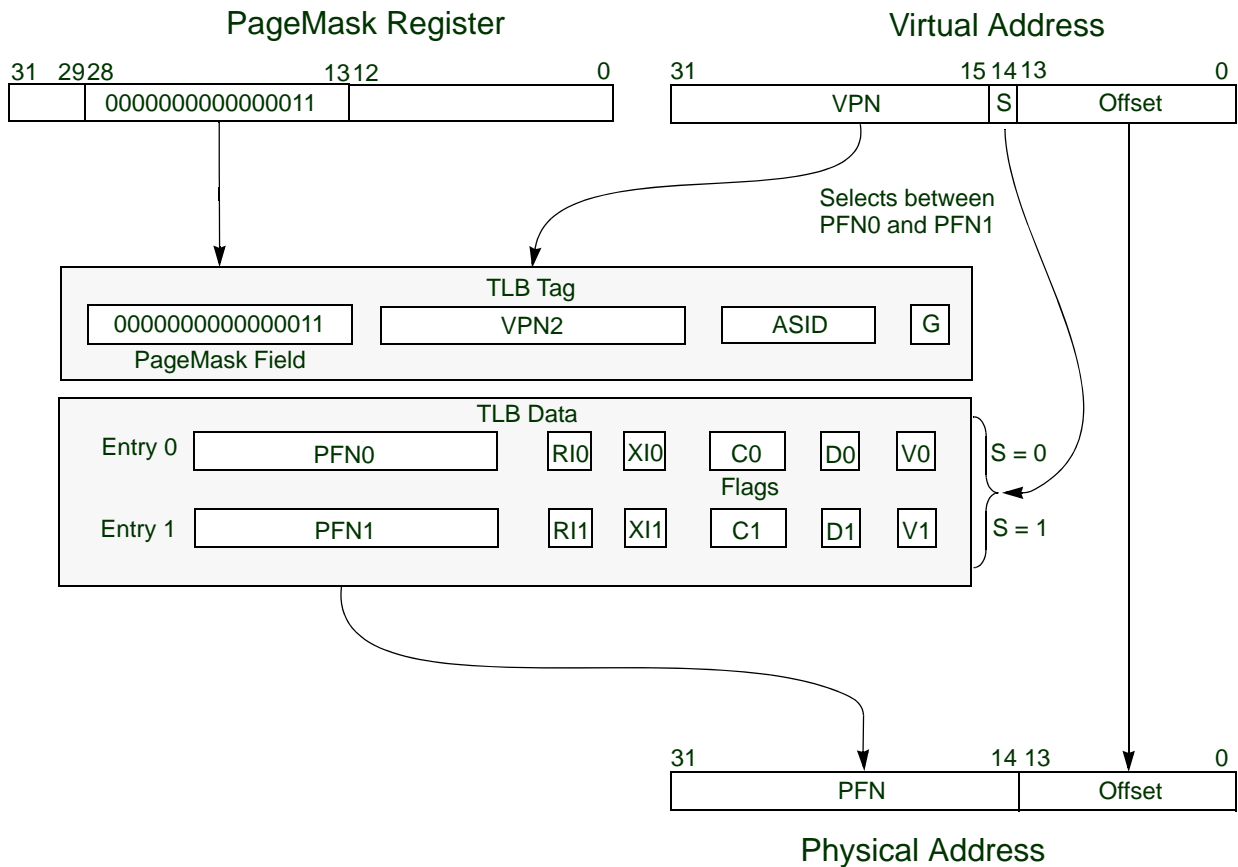 PageMask Register
Virtual Address
31 29 28 13 12 0
31 15 14 13 0
0000000000000011
VPN S Offset
Selects between
PFN0 and PFN1
TLB Tag
0000000000000011 VPN2 ASID G
PageMask Field
TLB Data
Entry 0 PFN0 RI0 XI0 C0 D0 V0 S = 0
Flags
Entry 1 PFN1 RI1 XI1 C1 D1 V1 S = 1
31 14 13 0
PFN Offset
Physical Address